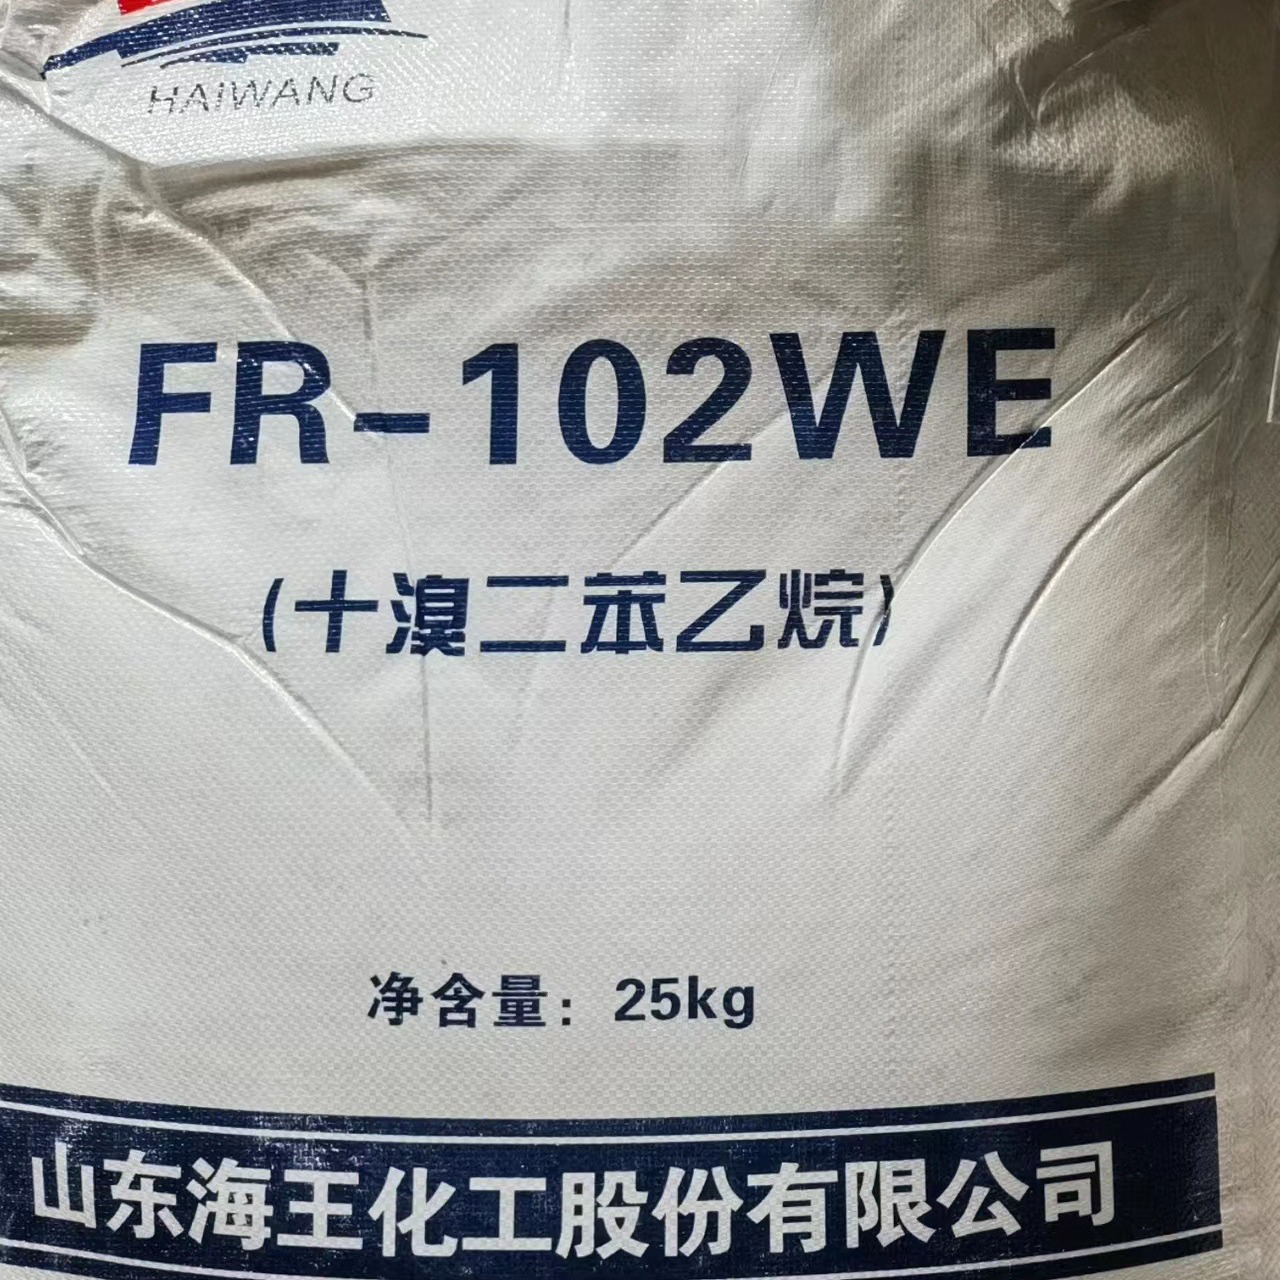 HAIWANG
FR-102WE
(十溴二苯乙烷)
净含量：25kg
山东海王化工股份有限公司